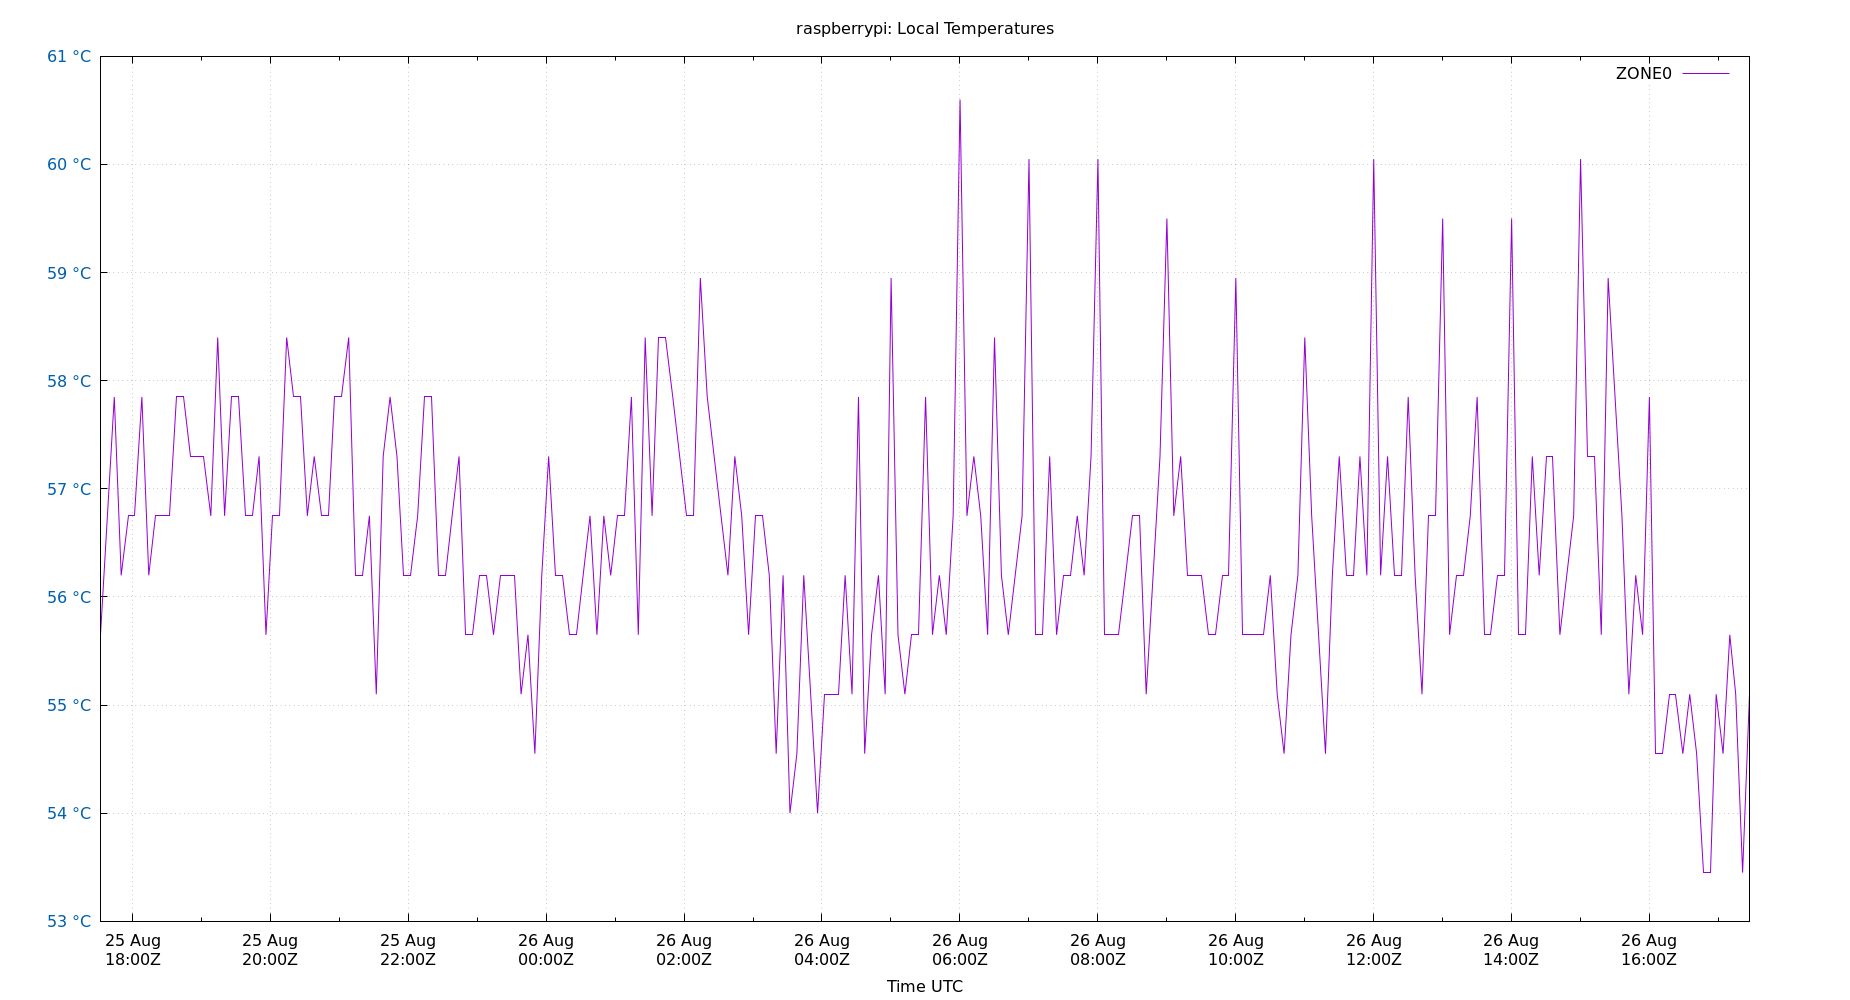 raspberrypi: Local Temperatures
61 °C
ZONE0
60 °C
59 °C
58 °C
57 °C
56 °C
55 °C
54 °C
53 °C
25 Aug 25 Aug 25 Aug 26 Aug 26 Aug 26 Aug 26 Aug 26 Aug 26 Aug 26 Aug 26 Aug 26 Aug
18:00Z 20:00Z 22:00Z 00:00Z 02:00Z 04:00Z 06:00Z 08:00Z 10:00Z 12:00Z 14:00Z 16:00Z
Time UTC